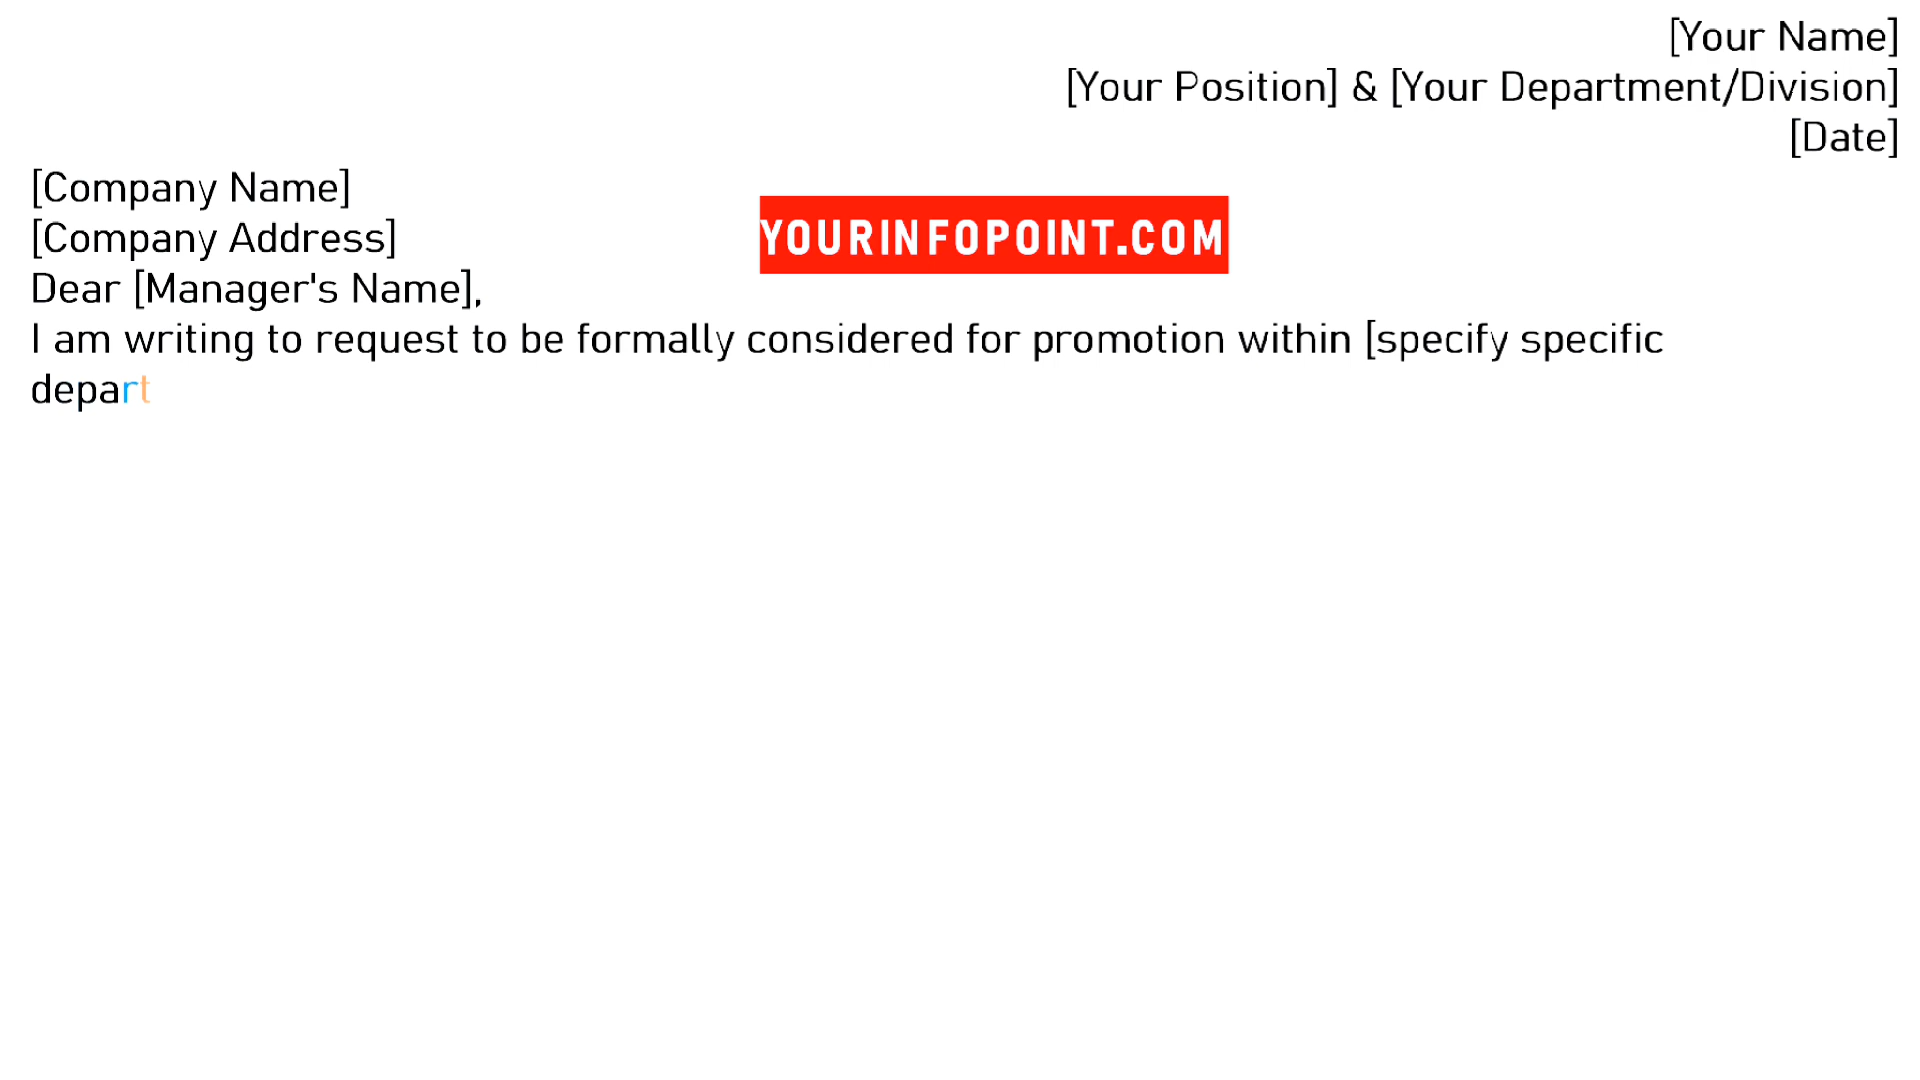 [Your Name]
[Your Position] & [Your Department/Division]
[Date]
[Company Name]
[Company Address]
YOURINFOPOINT.COM
Dear [Manager's Name],
I am writing to request to be formally considered for promotion within [specify specific
depart